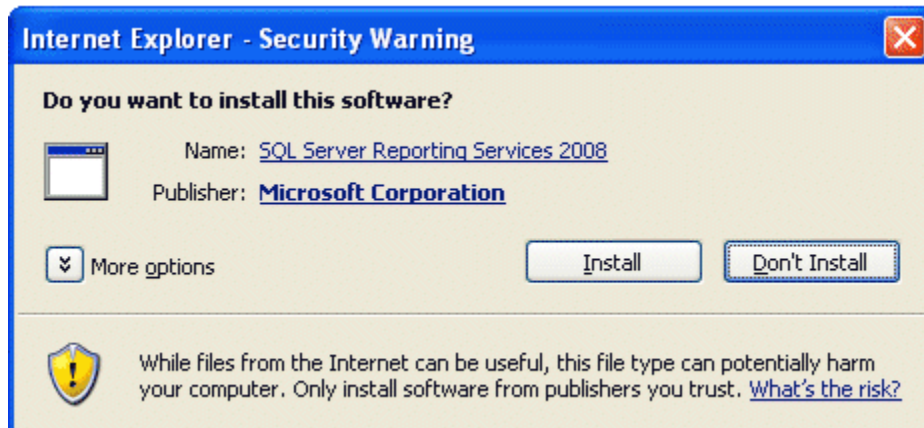 Internet Explorer - Security Warning
Do you want to install this software?
Name: SQL Server Reporting Services 2008
Publisher: Microsoft Corporation
More options
Install
Don't Install
While files from the Internet can be useful, this file type can potentially harm
your computer. Only install software from publishers you trust. What's the risk?